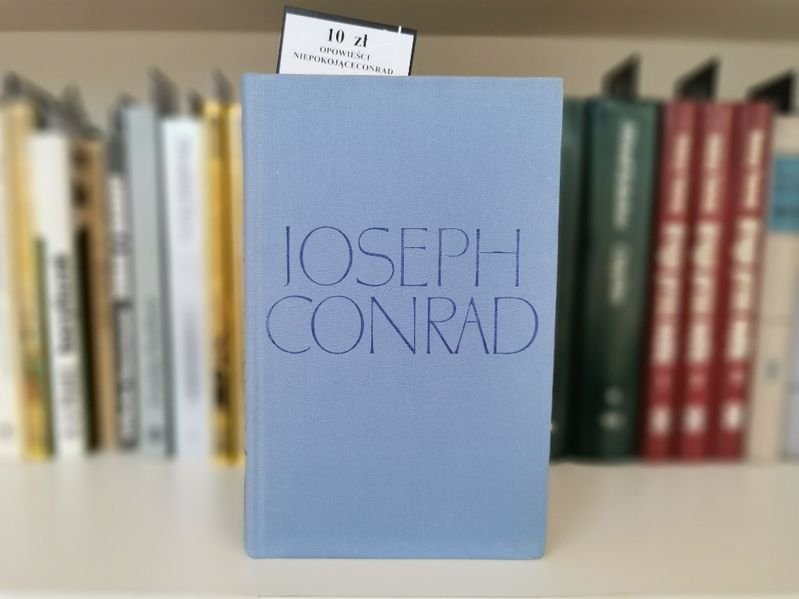 10 zł
OPOWIEŚCI
NIEPOKOJĄCECONRAD
JOSEPH
CONRAD